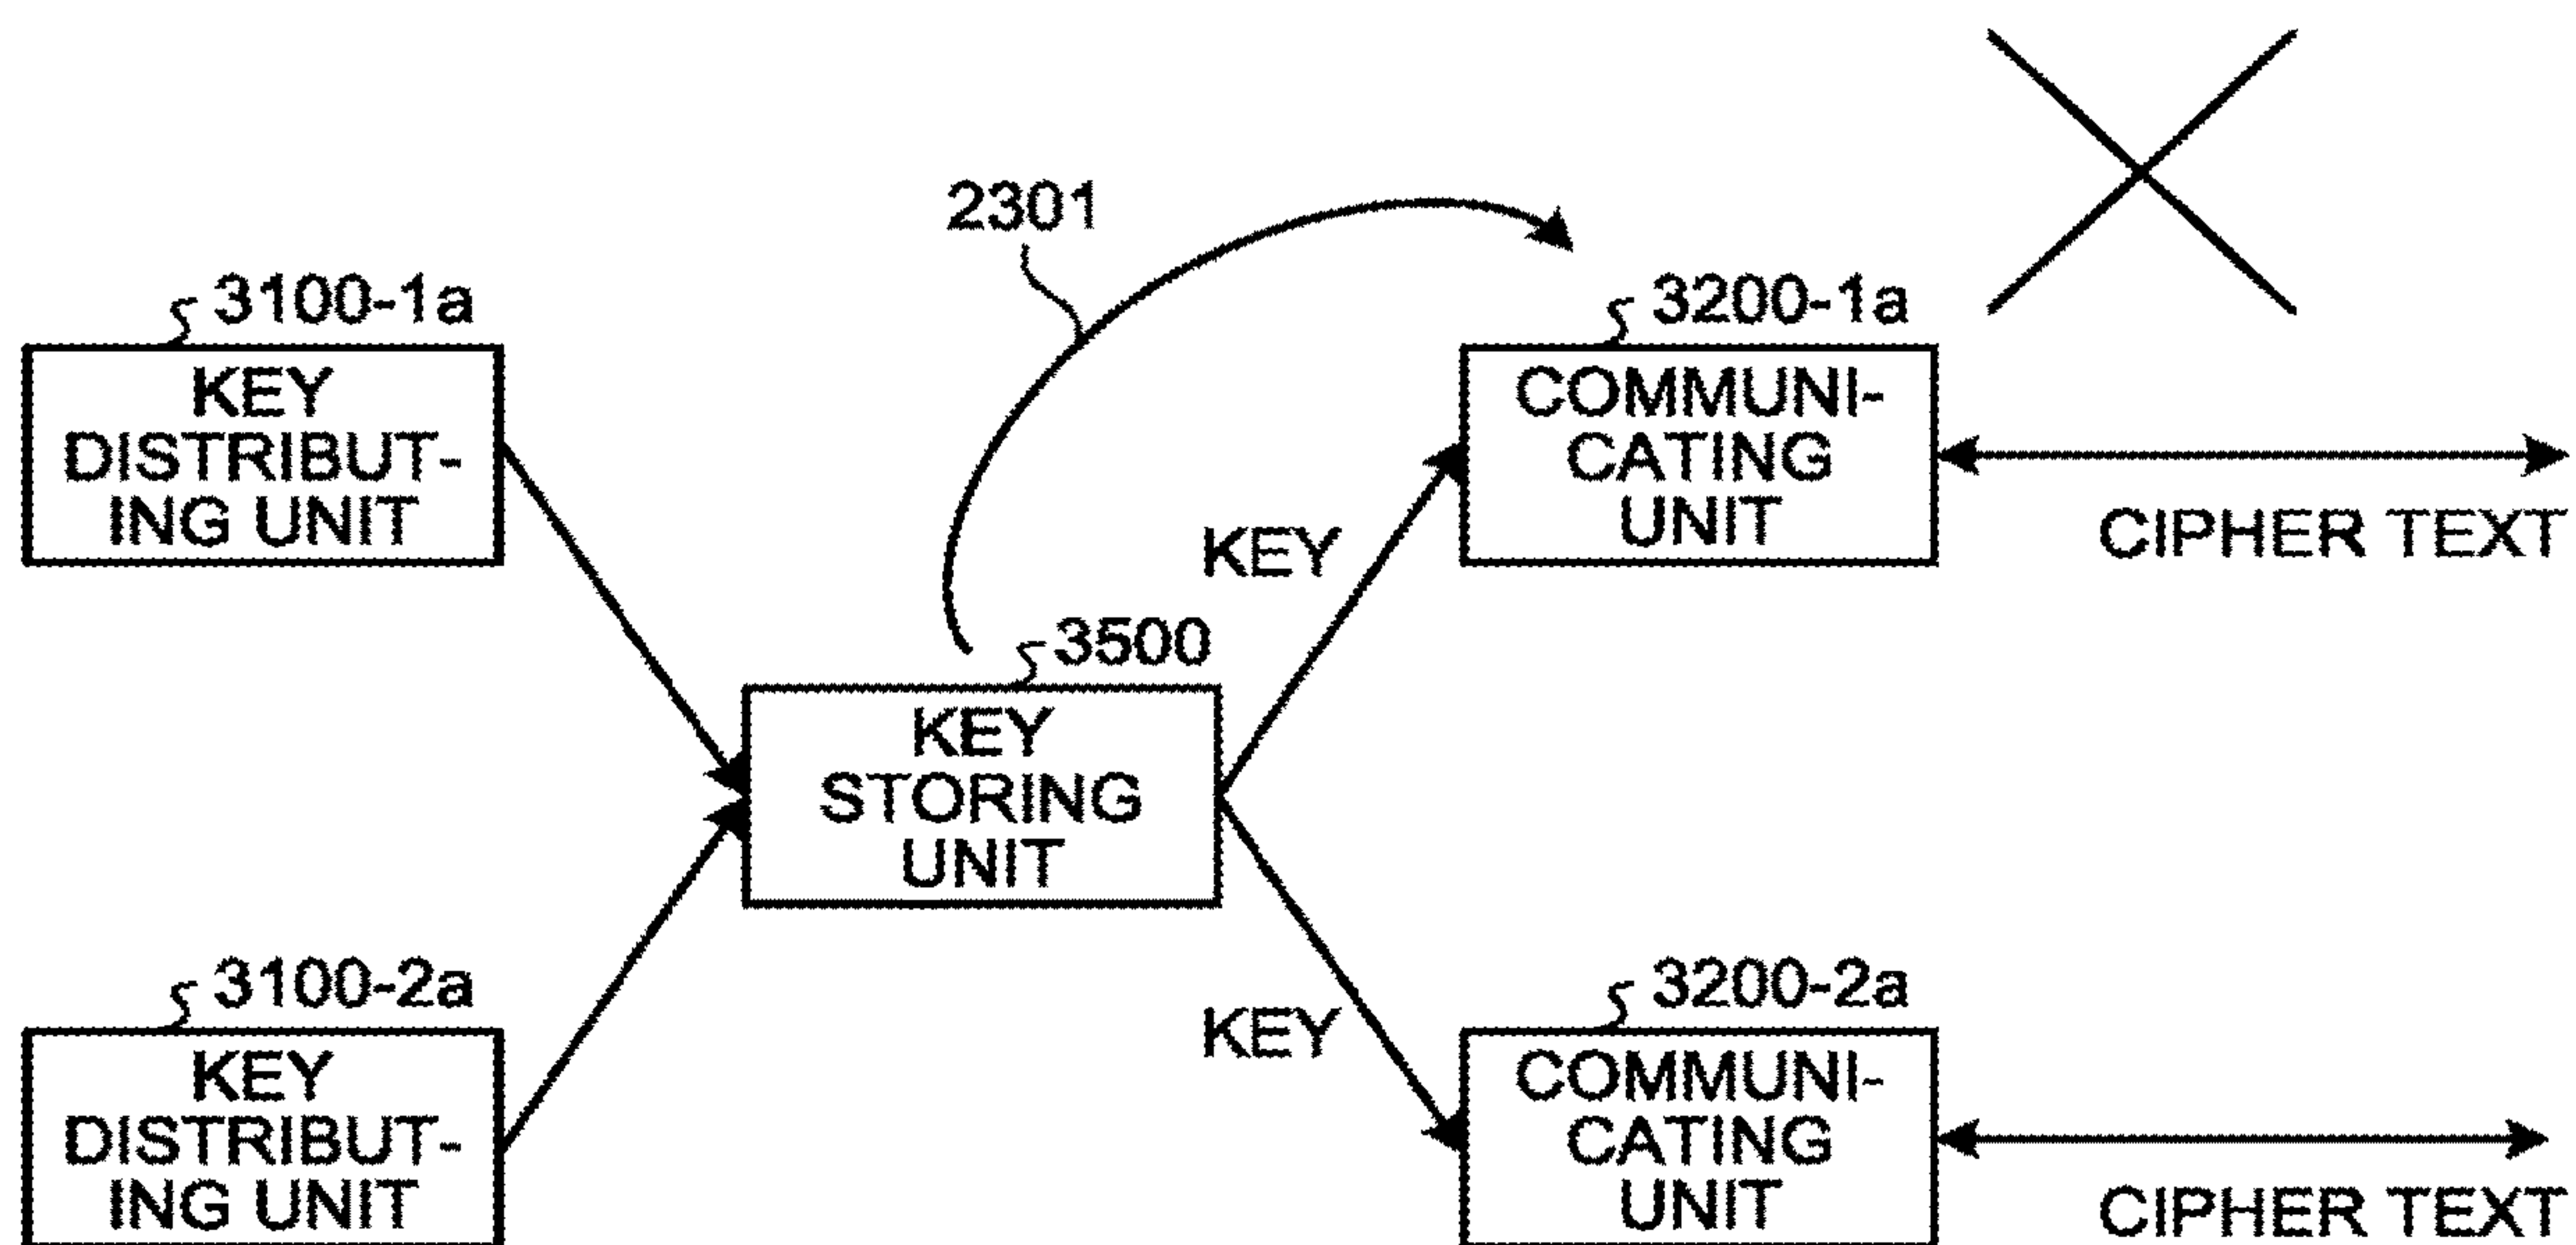 2301
3100-1a
KEY
DISTRIBUT-
ING UNIT
3200-1a
COMMUNI-
CATING
UNIT
CIPHER TEXT
KEY
3500
KEY
STORING
UNIT
KEY
3100-2a
KEY
DISTRIBUT-
ING UNIT
3200-2a
COMMUNI-
CATING
UNIT
CIPHER TEXT